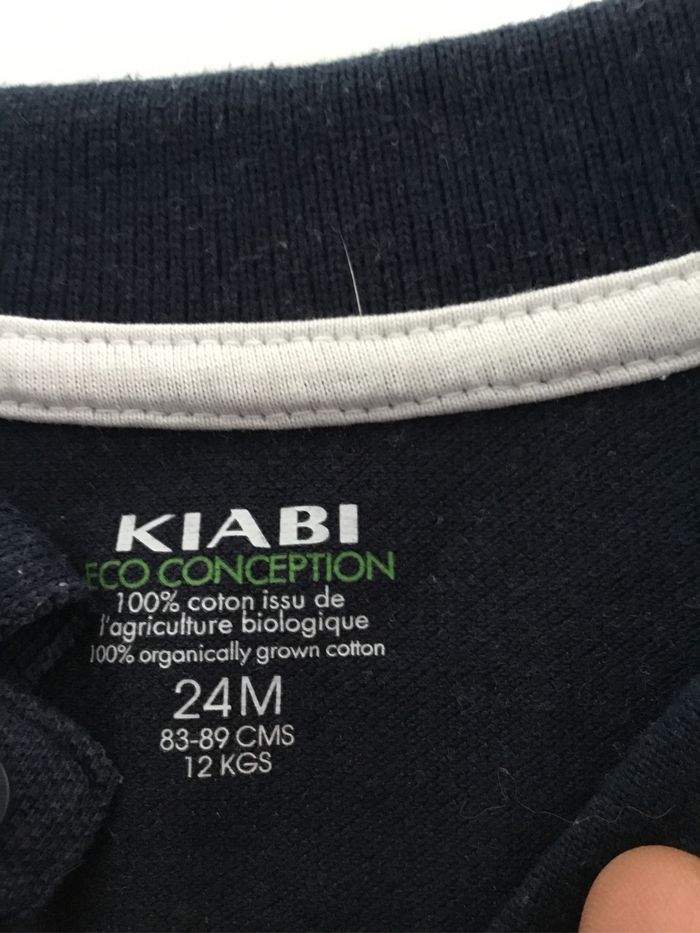 KIABI
ECO CONCEPTION
100% coton issu de
l'agriculture biologique
100% organically grown cotton
24M
83-89 CMS
12 KGS